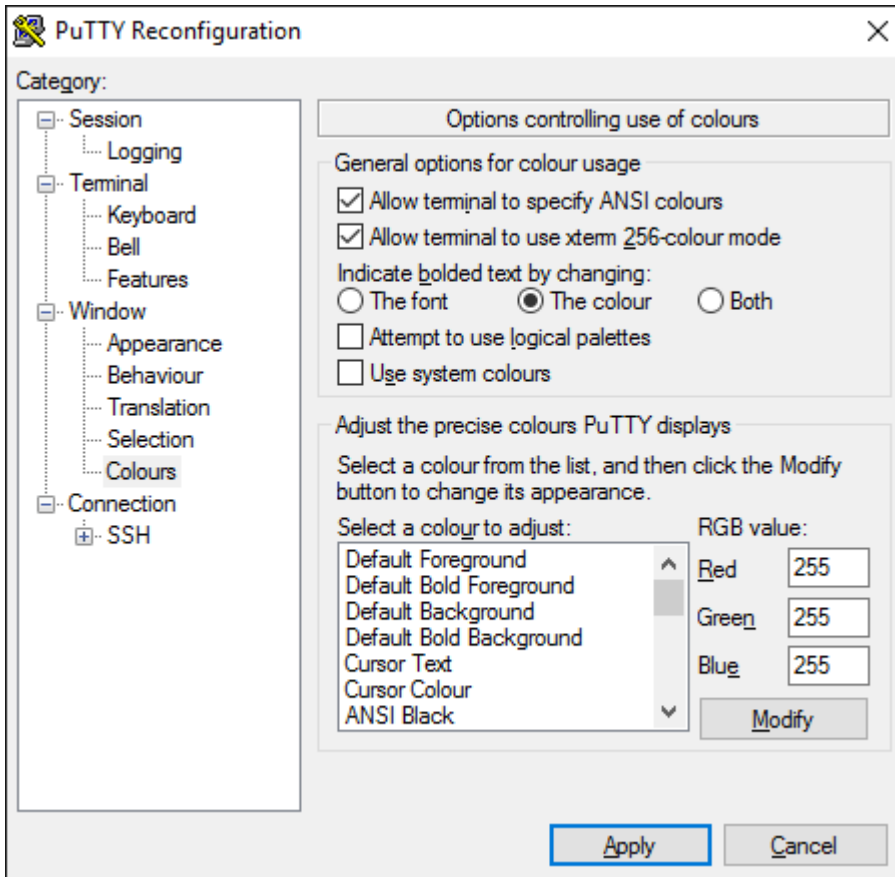 PuTTY Reconfiguration
Category:
Session
Logging
Terminal
Keyboard
Bell
Features
Window
Appearance
Behaviour
Translation
Selection
Colours
Connection
SSH
Options controlling use of colours
General options for colour usage
Allow terminal to specify ANSI colours
Allow terminal to use xterm 256-colour mode
Indicate bolded text by changing:
The font The colour Both
Attempt to use logical palettes
Use system colours
Adjust the precise colours PuTTY displays
Select a colour from the list, and then click the Modify
button to change its appearance.
Select a colour to adjust:
Default Foreground
Default Bold Foreground
Default Background
Default Bold Background
Cursor Text
Cursor Colour
ANSI Black
RGB value:
Red 255
Green 255
Blue 255
Modify
Apply Cancel